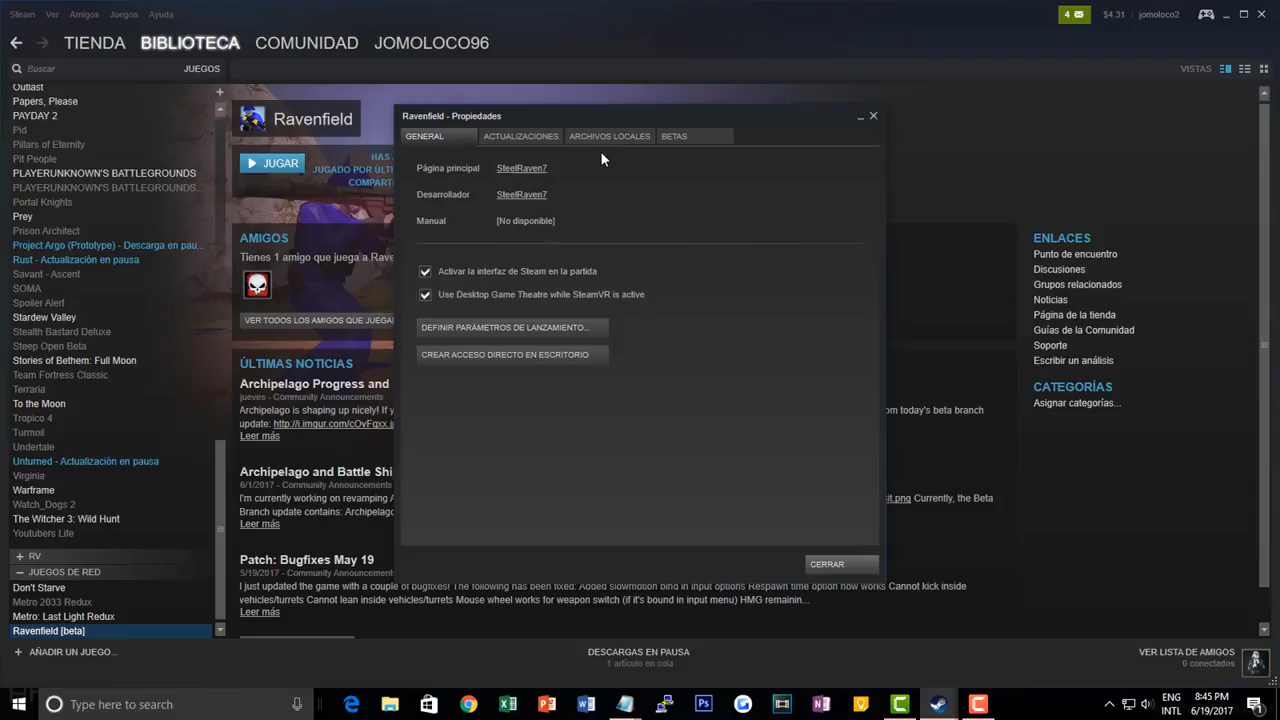 Steam Ver Amigos Juegos Ayuda
4 $4.31 jomoloco2
TIENDA BIBLIOTECA COMUNIDAD JOMOLOCO96
Buscar JUEGOS VISTAS
Outlast
Papers, Please
PAYDAY 2
Pid
Pillars of Eternity
Pit People
PLAYERUNKNOWN'S BATTLEGROUNDS
PLAYERUNKNOWN'S BATTLEGROUNDS
Portal Knights
Prey
Prison Architect
Project Argo (Prototype) - Descarga en pau...
Rust - Actualización en pausa
Savant - Ascent
SOMA
Spoiler Alert
Stardew Valley
Stealth Bastard Deluxe
Steep Open Beta
Stories of Bethem: Full Moon
Team Fortress Classic
Terraria
To the Moon
Tropico 4
Turmoil
Undertale
Unturned - Actualización en pausa
Virginia
Warframe
Watch_Dogs 2
The Witcher 3: Wild Hunt
Youtubers Life
+ RV
− JUEGOS DE RED
Don't Starve
Metro 2033 Redux
Metro: Last Light Redux
Ravenfield [beta]
+ AÑADIR UN JUEGO...
Ravenfield
JUGAR
HAS
JUGADO POR ÚLT
COMPART
AMIGOS
Tienes 1 amigo que juega a Rave
VER TODOS LOS AMIGOS QUE JUEGA
ÚLTIMAS NOTICIAS
Archipelago Progress and
jueves - Community Announcements
Archipelago is shaping up nicely! If y om today's beta branch
update: http://i.imgur.com/cOvFqxx.j
Leer más
Archipelago and Battle Shi
6/1/2017 - Community Announcements
I'm currently working on revamping A it.png Currently, the Beta
Branch update contains: Archipelago
Leer más
Patch: Bugfixes May 19
5/19/2017 - Community Announcements
I just updated the game with a couple of bugfixes! The following has been fixed: Added slowmotion bind in input options Respawn time option now works Cannot kick inside
vehicles/turrets Cannot lean inside vehicles/turrets Mouse wheel works for weapon switch (if it's bound in input menu) HMG remainin...
Leer más
Ravenfield - Propiedades
GENERAL ACTUALIZACIONES ARCHIVOS LOCALES BETAS
Página principal SteelRaven7
Desarrollador SteelRaven7
Manual [No disponible]
Activar la interfaz de Steam en la partida
Use Desktop Game Theatre while SteamVR is active
DEFINIR PARÁMETROS DE LANZAMIENTO...
CREAR ACCESO DIRECTO EN ESCRITORIO
CERRAR
ENLACES
Punto de encuentro
Discusiones
Grupos relacionados
Noticias
Página de la tienda
Guías de la Comunidad
Soporte
Escribir un análisis
CATEGORÍAS
Asignar categorías...
DESCARGAS EN PAUSA
1 artículo en cola
VER LISTA DE AMIGOS
0 conectados
Type here to search
ENG
INTL
8:45 PM
6/19/2017